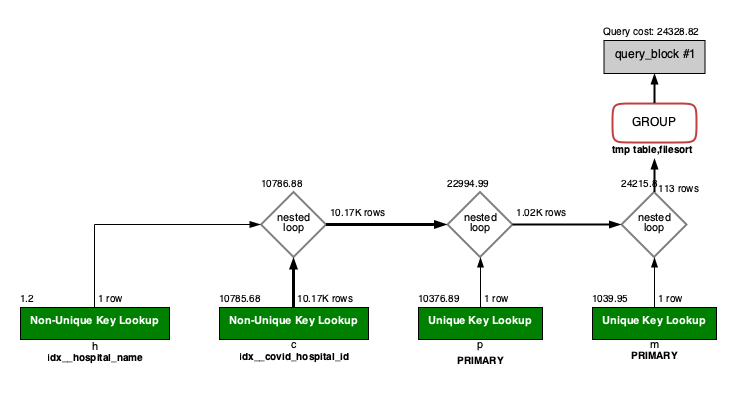 Query cost: 24328.82
query_block #1
GROUP
tmp table,filesort
10786.88
22994.99
24215.8
113 rows
nested
loop
10.17K rows
nested
loop
1.02K rows
nested
loop
1.2
1 row
10785.68
10.17K rows
10376.89
1 row
1039.95
1 row
Non-Unique Key Lookup
Non-Unique Key Lookup
Unique Key Lookup
Unique Key Lookup
h
c
p
m
idx__hospital_name
idx__covid_hospital_id
PRIMARY
PRIMARY